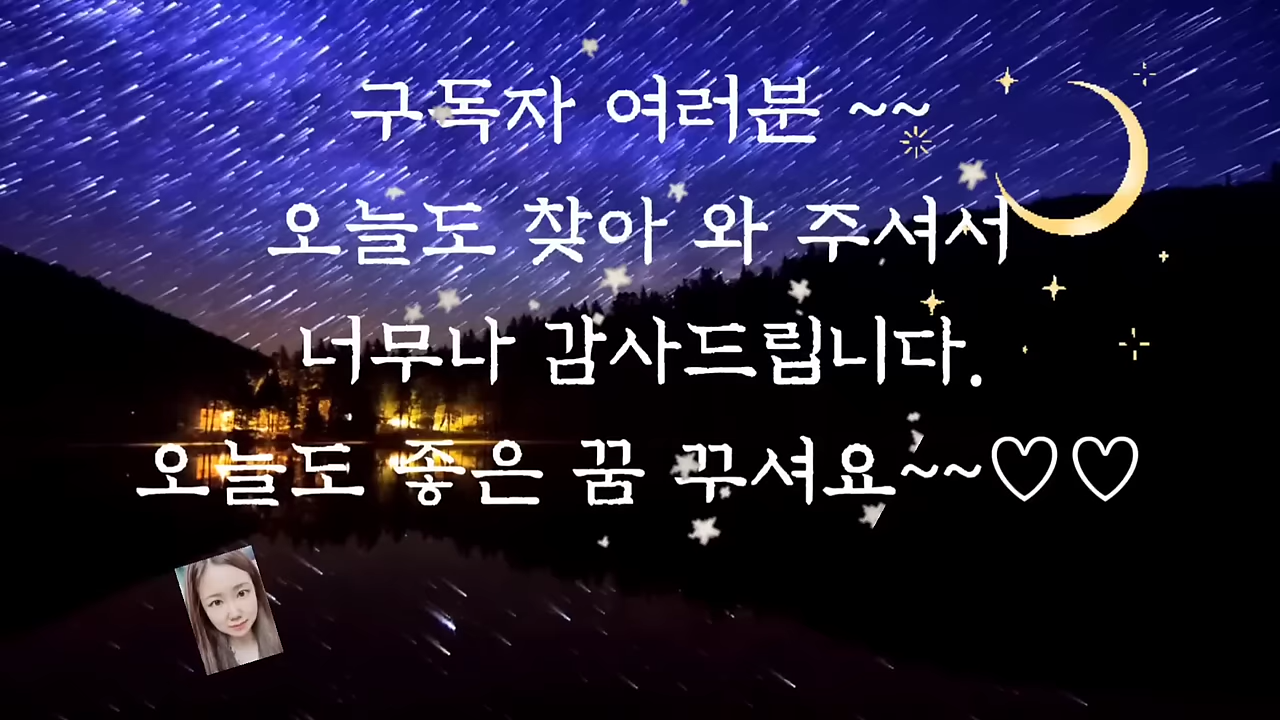 구독자 여러분 ~~
오늘도 찾아 와 주셔서
너무나 감사드립니다.
오늘도 좋은 꿈 꾸셔요~~♡♡